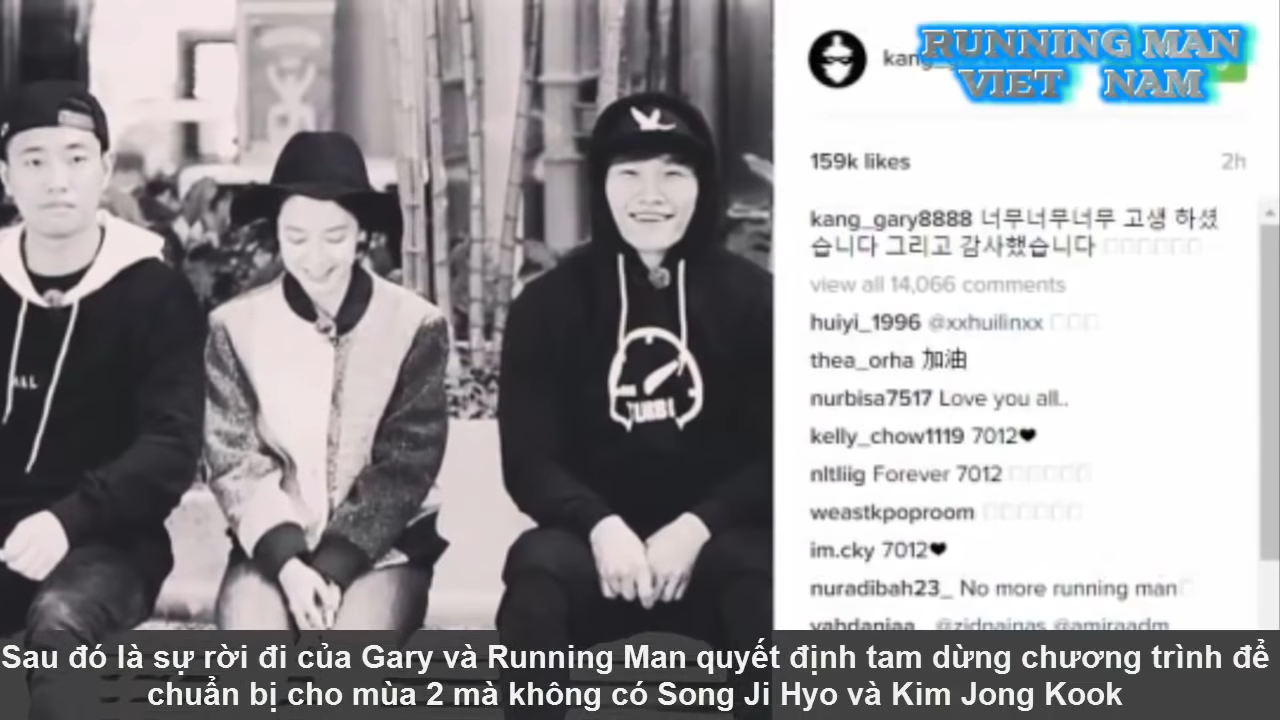 RUNNING MAN
VIET NAM
kang_
159k likes
2h
kang_gary8888 너무너무너무 고생 하셨
습니다 그리고 감사했습니다
view all 14,066 comments
huiyi_1996 @xxhuilinxx
thea_orha 加油
nurbisa7517 Love you all..
kelly_chow1119 7012❤
nltliig Forever 7012
weastkpoproom
im.cky 7012❤
nuradibah23_ No more running man
@zidnainas @amiraadm
TURBO
Sau đó là sự rời đi của Gary và Running Man quyết định tam dừng chương trình để
chuẩn bị cho mùa 2 mà không có Song Ji Hyo và Kim Jong Kook